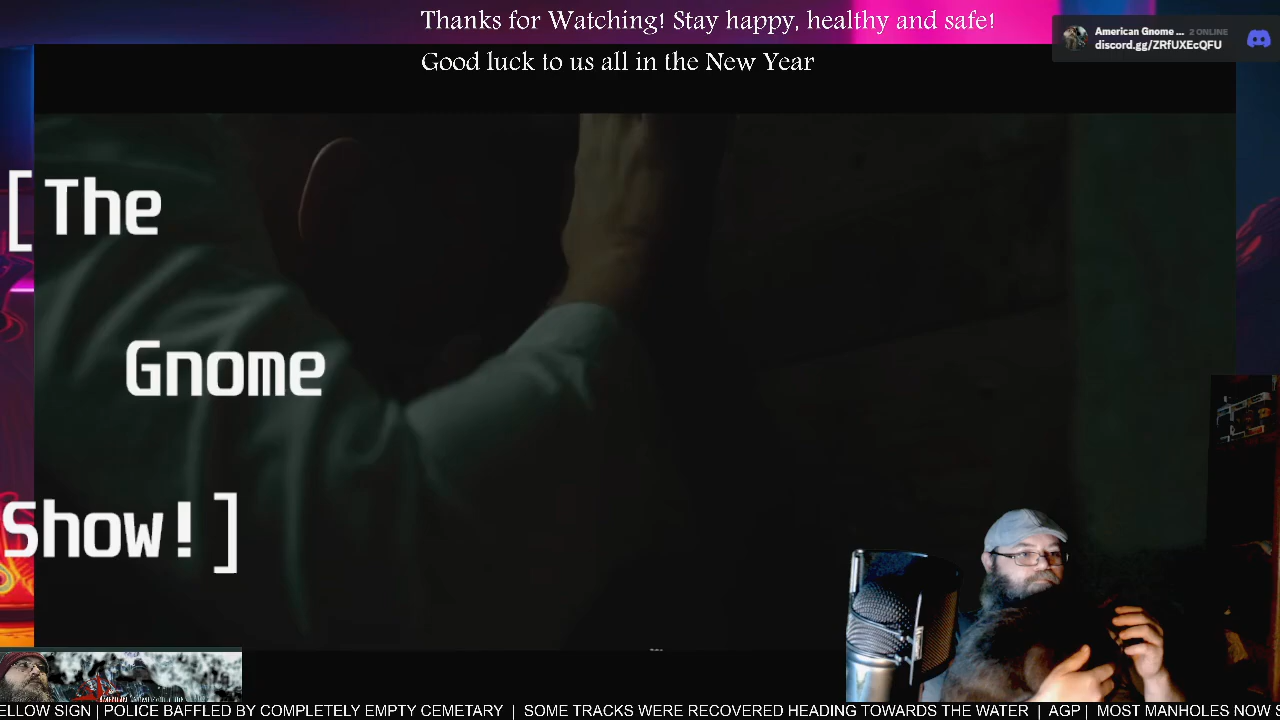 Thanks for Watching! Stay happy, healthy and safe!
American Gnome ... 2 ONLINE
discord.gg/ZRfUXEcQFU
Good luck to us all in the New Year
[The
Gnome
Show!]
ELLOW SIGN | POLICE BAFFLED BY COMPLETELY EMPTY CEMETARY | SOME TRACKS WERE RECOVERED HEADING TOWARDS THE WATER | AGP | MOST MANHOLES NOW S